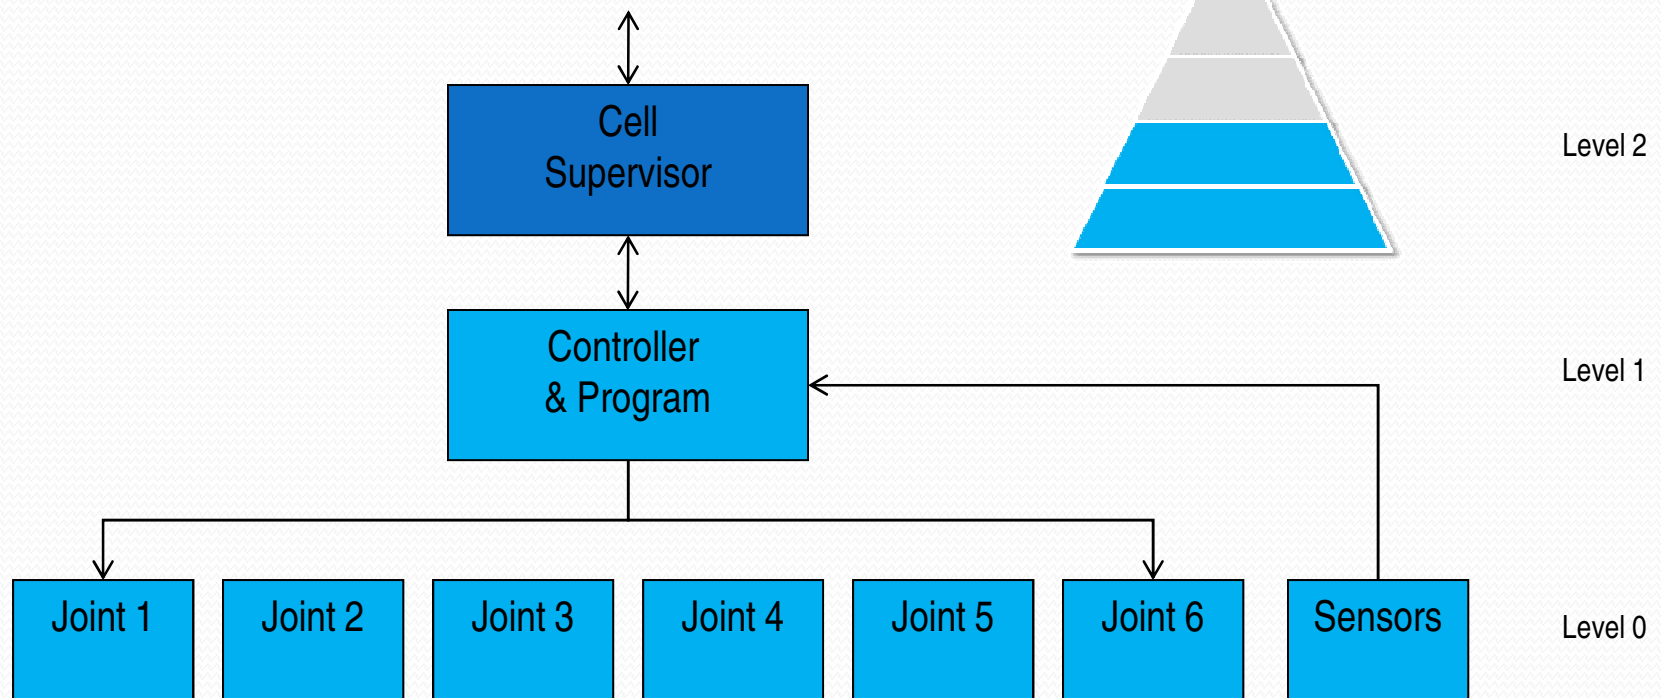 Cell
Supervisor
Level 2
Controller
& Program
Level 1
Joint 1
Joint 2
Joint 3
Joint 4
Joint 5
Joint 6
Sensors
Level 0